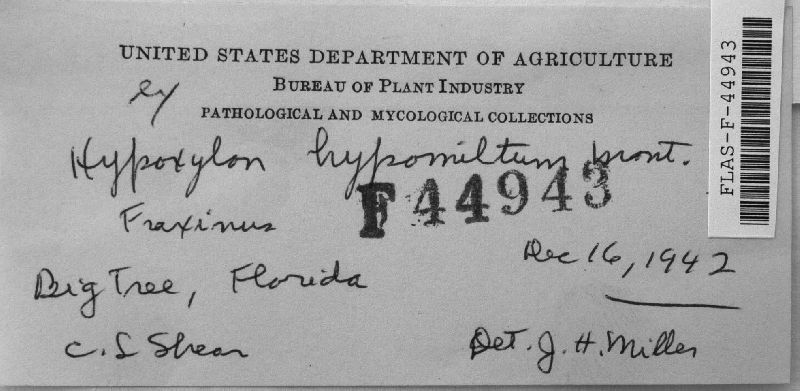 UNITED STATES DEPARTMENT OF AGRICULTURE
BUREAU OF PLANT INDUSTRY
ex
PATHOLOGICAL AND MYCOLOGICAL COLLECTIONS
Hypoxylon hypomiltum Mont.
F44943
Fraxinus
Dec 16, 1942
Big Tree, Florida
C. L Shear
Det. J. H. Miller
FLAS-F-44943